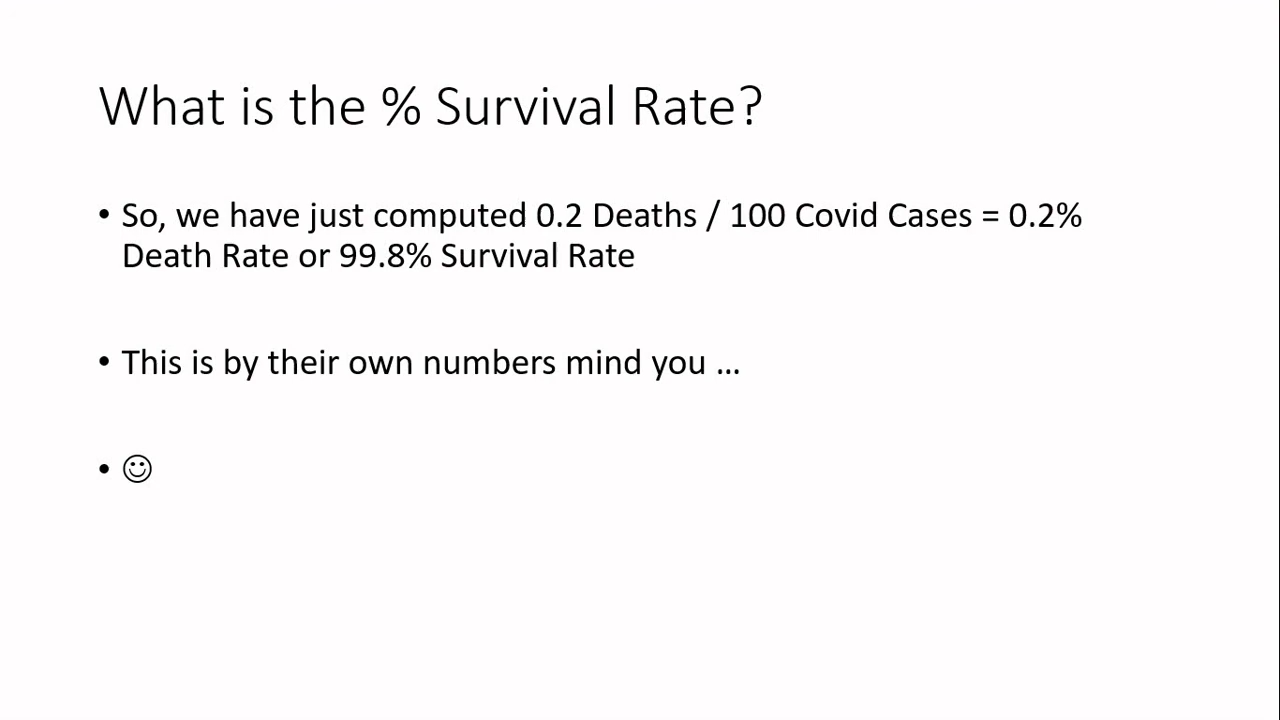 What is the % Survival Rate?
• So, we have just computed 0.2 Deaths / 100 Covid Cases = 0.2%
Death Rate or 99.8% Survival Rate
• This is by their own numbers mind you …
• ☺